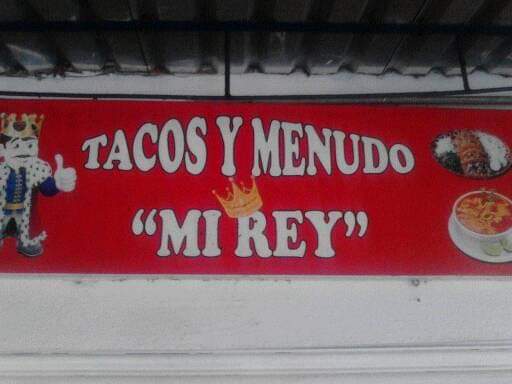 TACOS Y MENUDO
"MI REY"